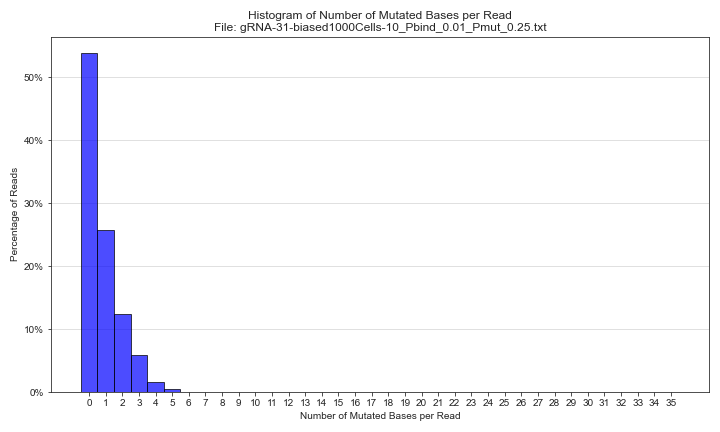 Histogram of Number of Mutated Bases per Read
File: gRNA-31-biased1000Cells-10_Pbind_0.01_Pmut_0.25.txt
Percentage of Reads
50%
40%
30%
20%
10%
0%
0 1 2 3 4 5 6 7 8 9 10 11 12 13 14 15 16 17 18 19 20 21 22 23 24 25 26 27 28 29 30 31 32 33 34 35
Number of Mutated Bases per Read